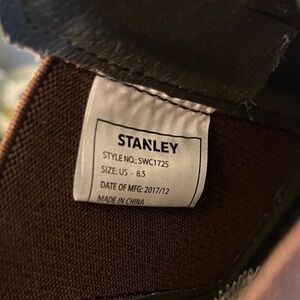 STANLEY
STYLE NO.: SWC172S
SIZE: US - 8.5
DATE OF MFG: 2017/12
MADE IN CHINA